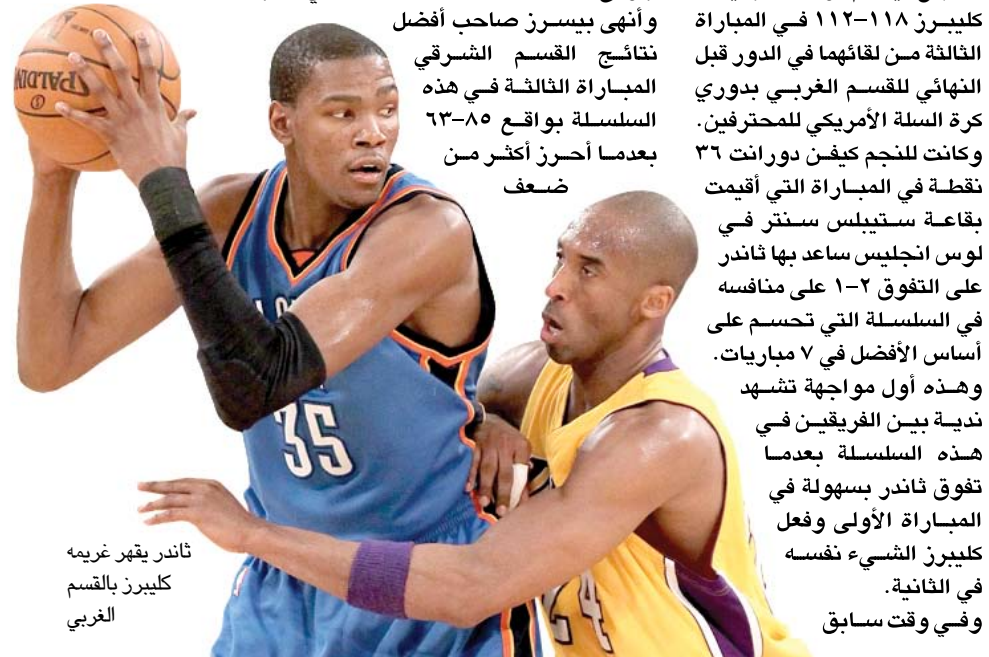 كليبرز ١١٨–١١٢ في المباراة
الثالثة من لقائهما في الدور قبل
النهائي للقسم الغربي بدوري
كرة السلة الأمريكي للمحترفين.
وكانت للنجم كيفن دورانت ٣٦
نقطة في المباراة التي أقيمت
بقاعة ستيبلس سنتر في
لوس انجليس ساعد بها ثاندر
على التفوق ٢–١ على منافسه
في السلسلة التي تحسم على
أساس الأفضل في ٧ مباريات.
وهذه أول مواجهة تشهد
ندية بين الفريقين في
هذه السلسلة بعدما
تفوق ثاندر بسهولة في
المباراة الأولى وفعل
كليبرز الشيء نفسه
في الثانية.
وفي وقت سابق
وأنهى بيسرز صاحب أفضل
نتائج القسم الشرقي
المباراة الثالثة في هذه
السلسلة بواقع ٨٥–٦٣
بعدما أحرز أكثر من
ضعف
ثاندر يقهر غريمه
كليبرز بالقسم
الغربي
SPALDING
35
24